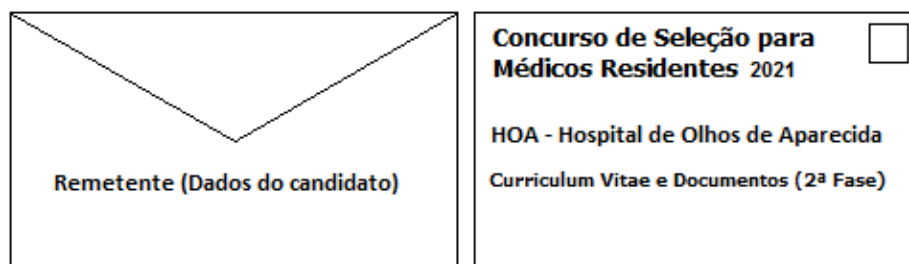 Remetente (Dados do candidato)
Concurso de Seleção para
Médicos Residentes 2021
HOA - Hospital de Olhos de Aparecida
Curriculum Vitae e Documentos (2ª Fase)